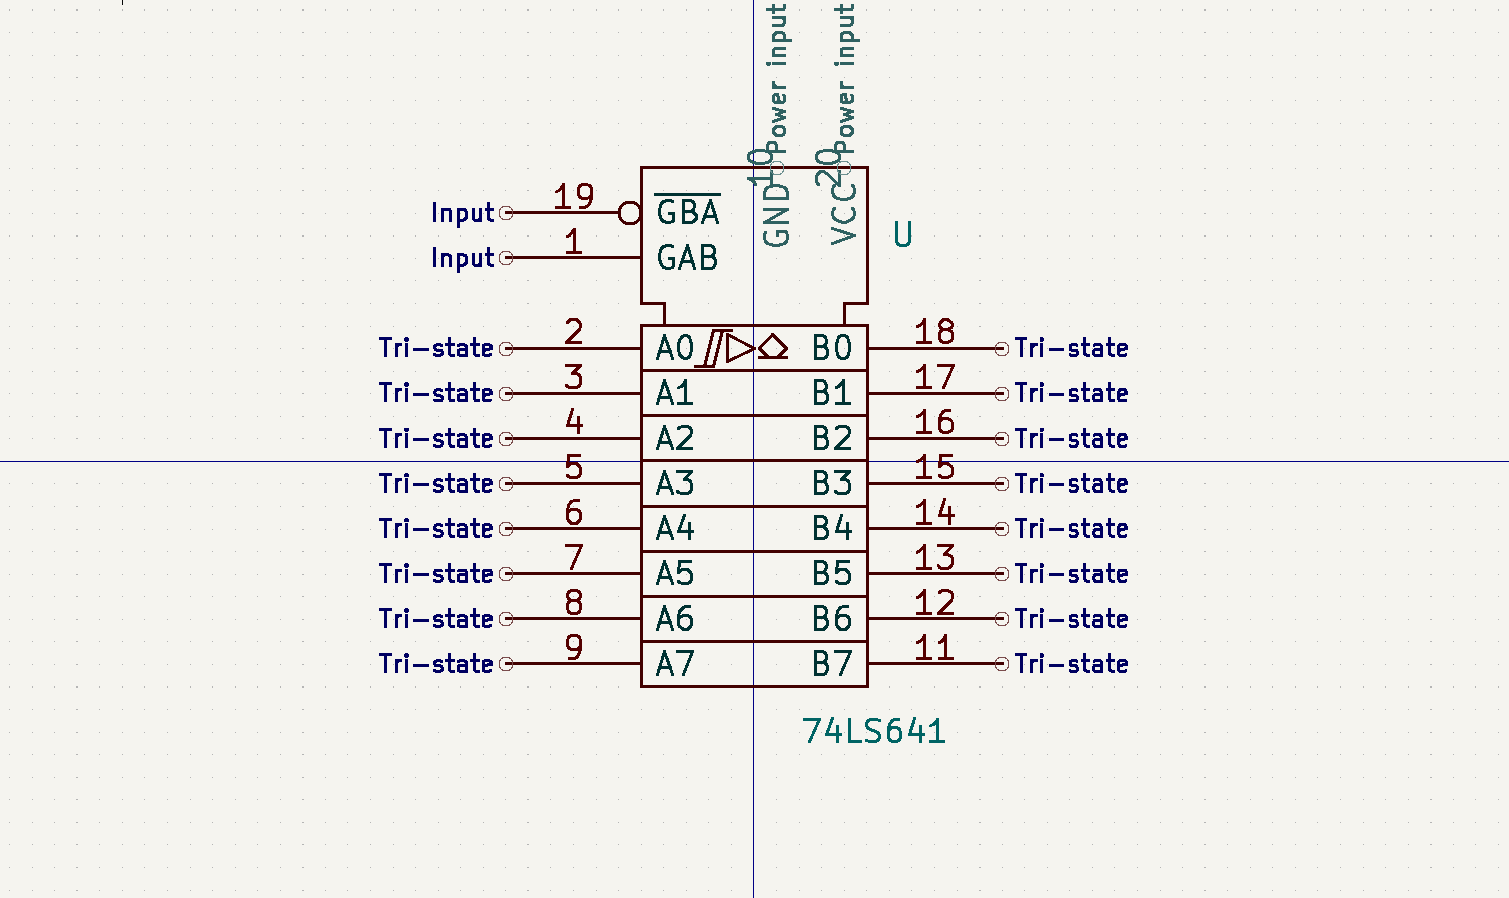 Power input
Power input
10
20
GND
VCC
Input 19 GBA
Input 1 GAB
U
Tri-state 2 A0 B0 18 Tri-state
Tri-state 3 A1 B1 17 Tri-state
Tri-state 4 A2 B2 16 Tri-state
Tri-state 5 A3 B3 15 Tri-state
Tri-state 6 A4 B4 14 Tri-state
Tri-state 7 A5 B5 13 Tri-state
Tri-state 8 A6 B6 12 Tri-state
Tri-state 9 A7 B7 11 Tri-state
74LS641